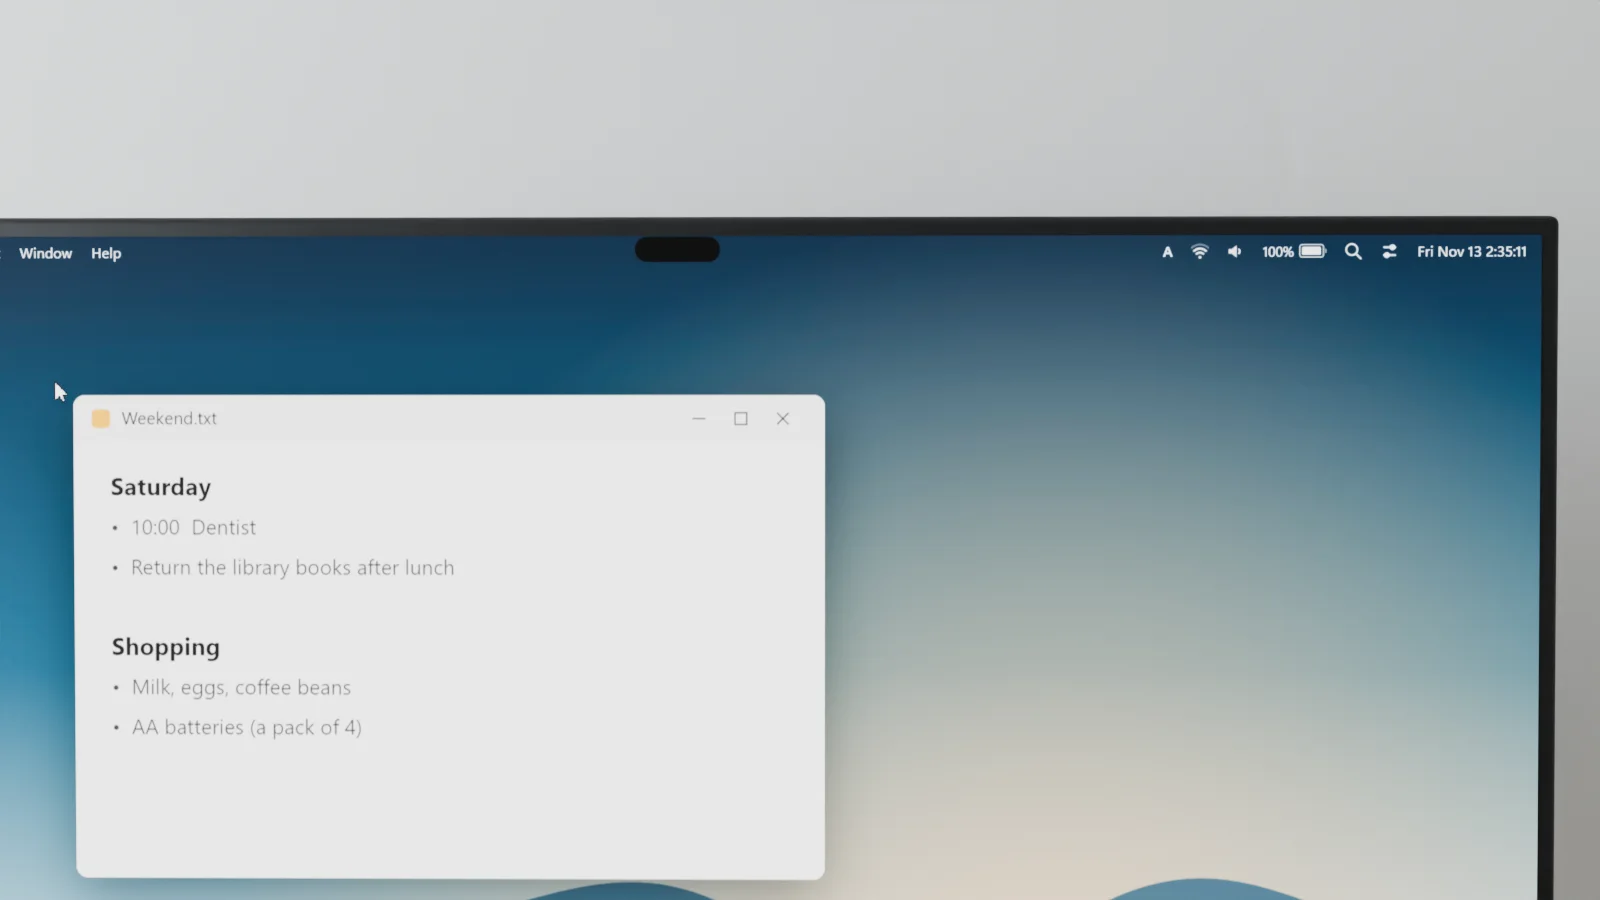 Window Help
A 100% Fri Nov 13 2:35:11
Weekend.txt
Saturday
• 10:00 Dentist
• Return the library books after lunch
Shopping
• Milk, eggs, coffee beans
• AA batteries (a pack of 4)